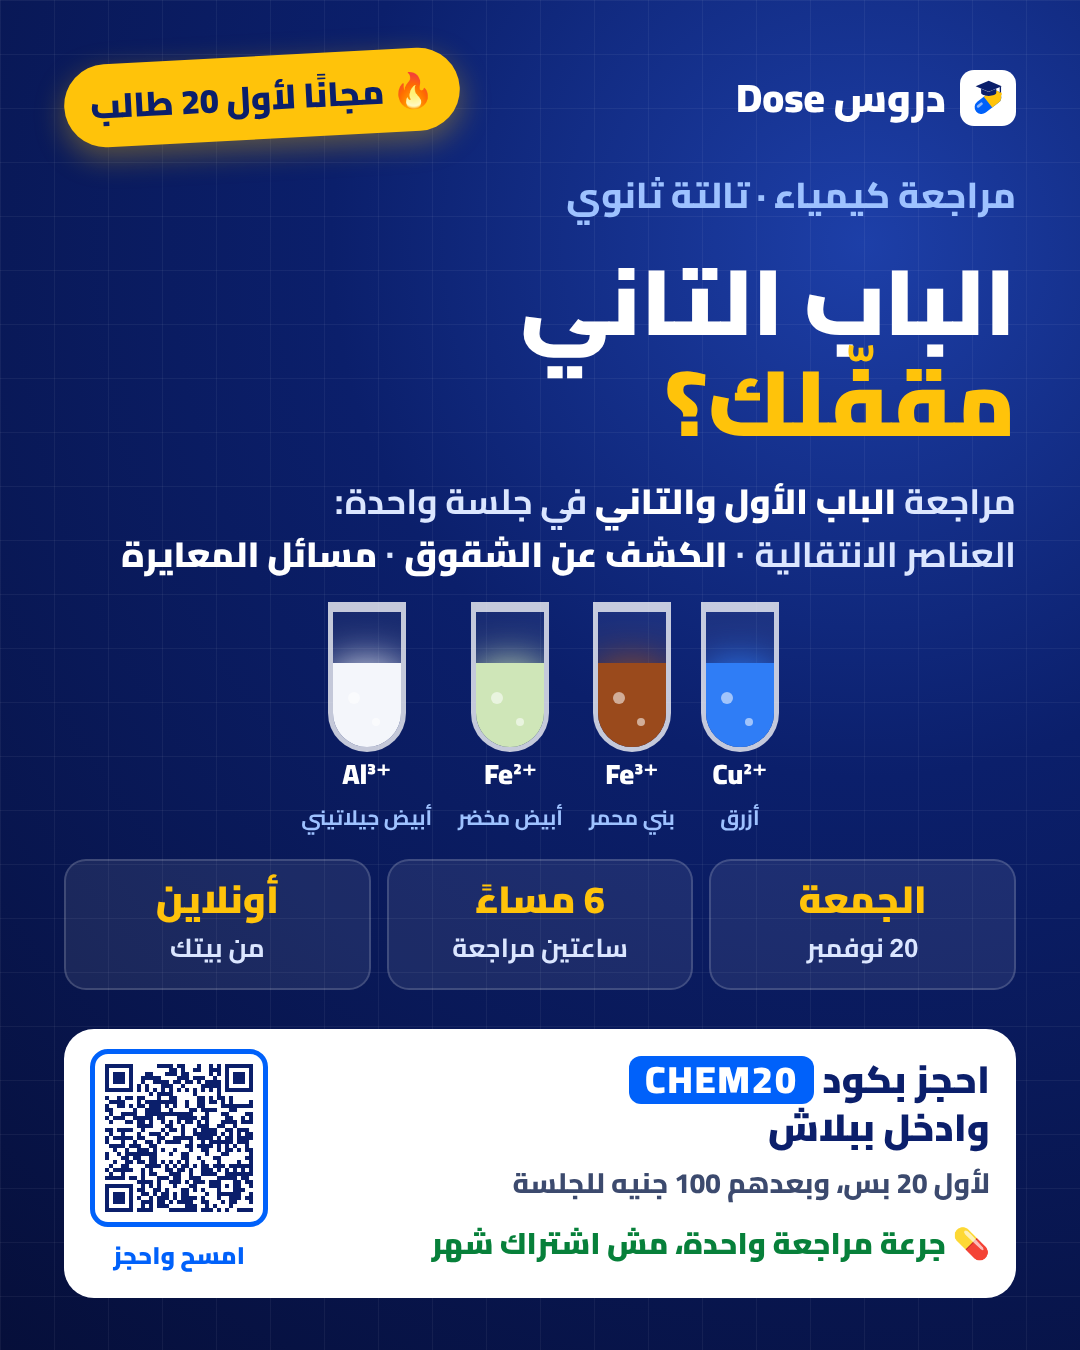 دروس Dose
🔥 مجانًا لأول 20 طالب
مراجعة كيمياء · تالتة ثانوي
الباب التاني
مقفّلك؟
مراجعة الباب الأول والتاني في جلسة واحدة:
العناصر الانتقالية · الكشف عن الشقوق · مسائل المعايرة
Cu²⁺
أزرق
Fe³⁺
بني محمر
Fe²⁺
أبيض مخضر
Al³⁺
أبيض جيلاتيني
الجمعة
20 نوفمبر
6 مساءً
ساعتين مراجعة
أونلاين
من بيتك
احجز بكود CHEM20
وادخل ببلاش
لأول 20 بس، وبعدهم 100 جنيه للجلسة
💊 جرعة مراجعة واحدة، مش اشتراك شهر
امسح واحجز